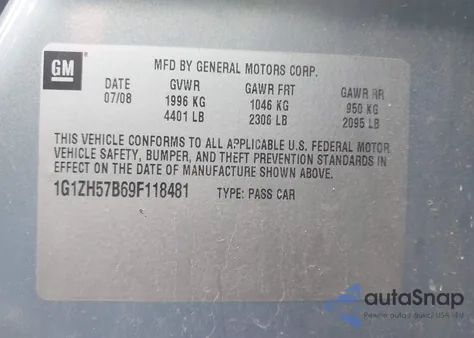 GM
MFD BY GENERAL MOTORS CORP.
DATE GVWR GAWR FRT GAWR RR
07/08 1996 KG 1046 KG 950 KG
4401 LB 2306 LB 2095 LB
THIS VEHICLE CONFORMS TO ALL APPLICABLE U.S. FEDERAL MOTOR
VEHICLE SAFETY, BUMPER, AND THEFT PREVENTION STANDARDS IN
EFFECT ON THE DATE OF MANUFACTURE SHOWN ABOVE.
1G1ZH57B69F118481 TYPE: PASS CAR
autoSnap